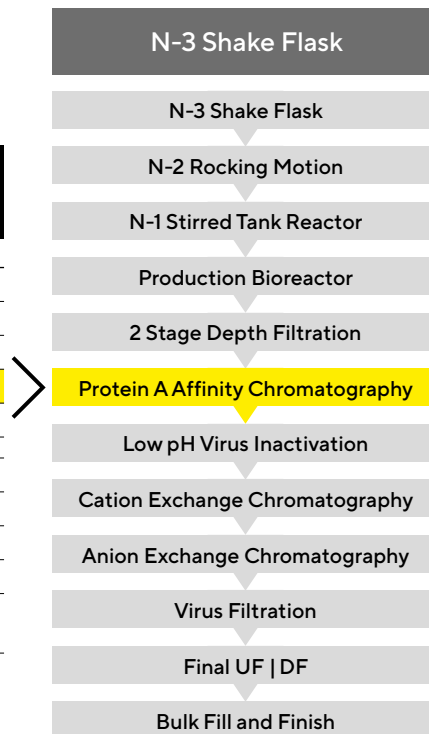 N-3 Shake Flask
N-3 Shake Flask
N-2 Rocking Motion
N-1 Stirred Tank Reactor
Production Bioreactor
2 Stage Depth Filtration
Protein A Affinity Chromatography
Low pH Virus Inactivation
Cation Exchange Chromatography
Anion Exchange Chromatography
Virus Filtration
Final UF | DF
Bulk Fill and Finish